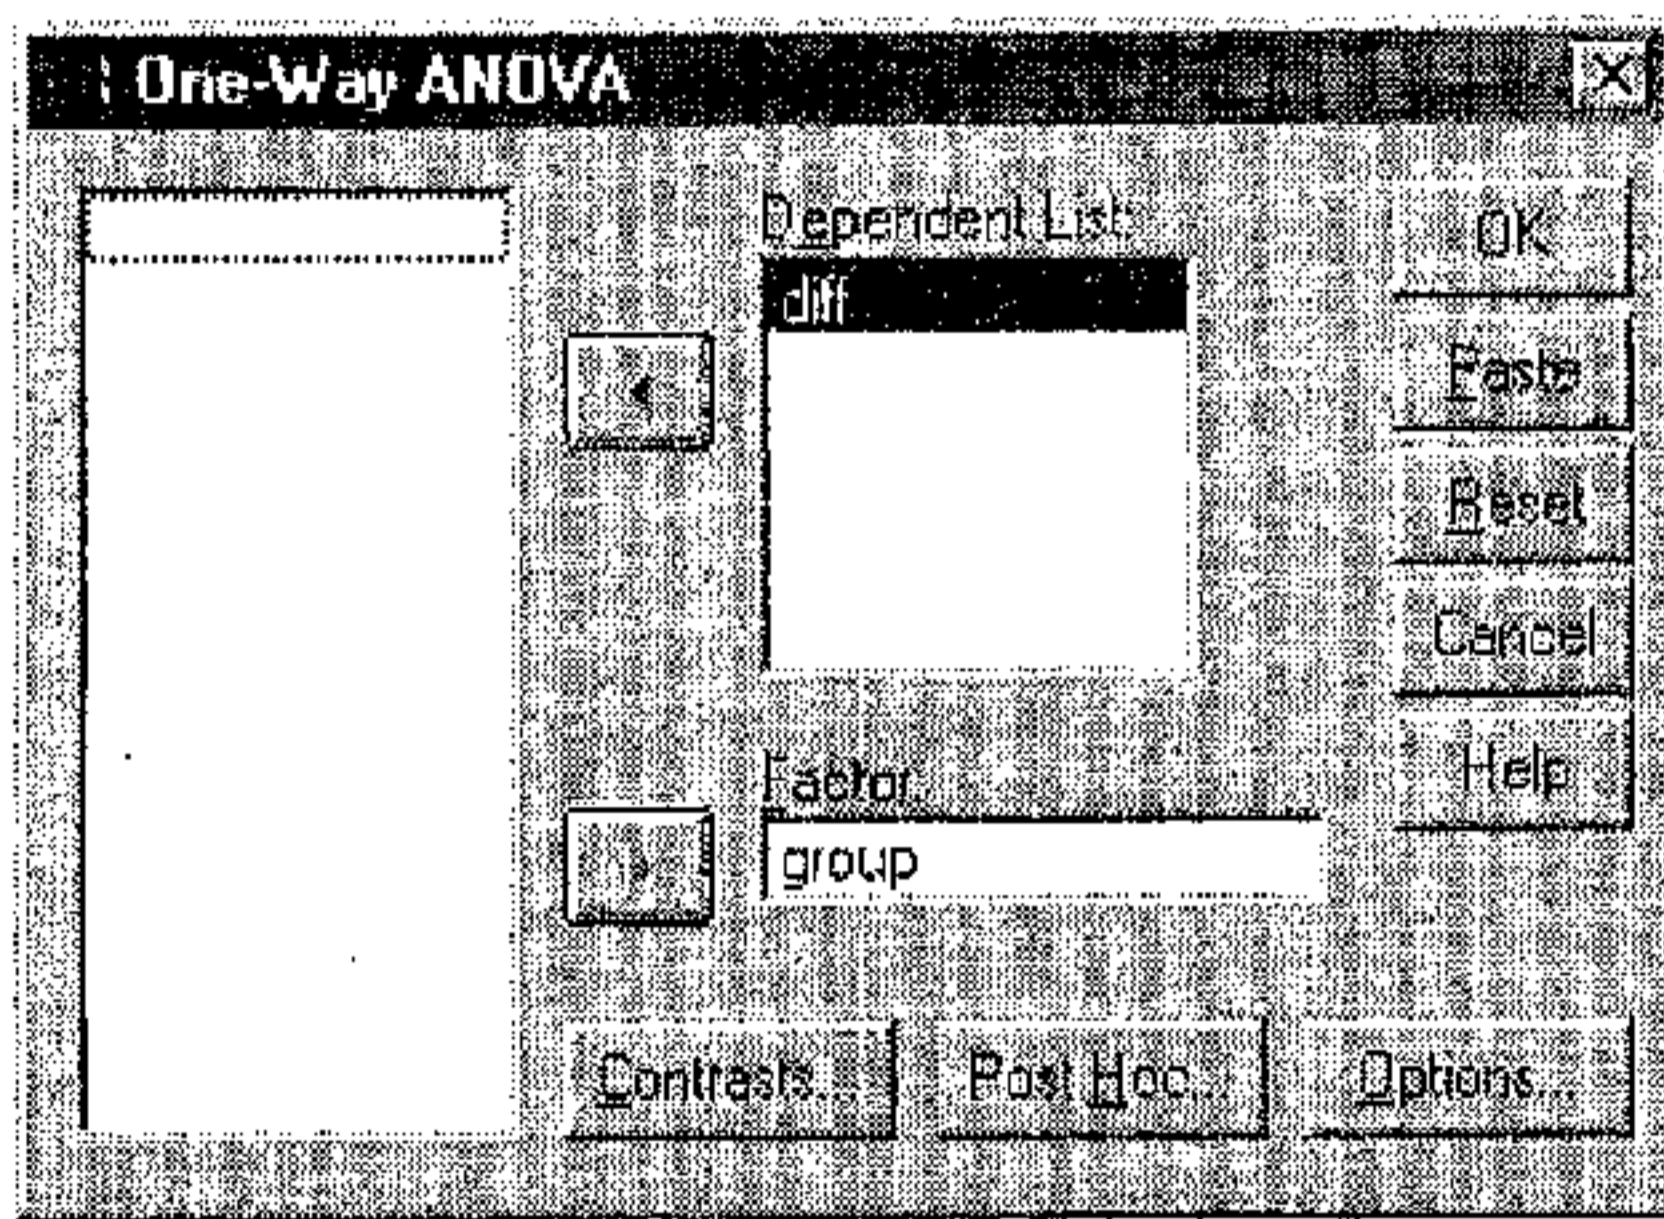 One-Way ANOVA
Dependent List:
diff
OK
Paste
Reset
Cancel
Help
Factor:
group
Contrasts...
Post Hoc...
Options...